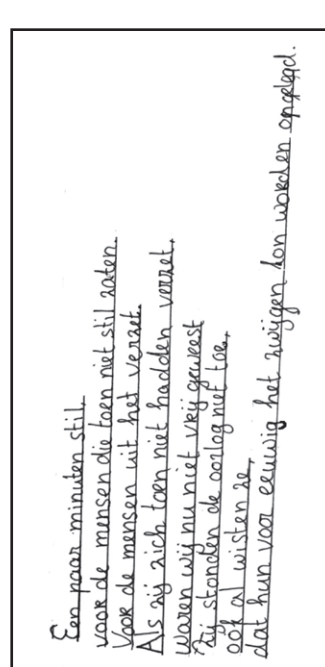 Een paar minuten stil
voor de mensen die toen niet stil zaten.
Voor de mensen uit het verzet.
Als zij zich toen niet hadden verzet,
waren wij nu niet vrij geweest
Zij stonden de oorlog niet toe,
ook al wisten ze,
dat hun voor eeuwig het zwijgen kon worden opgelegd.